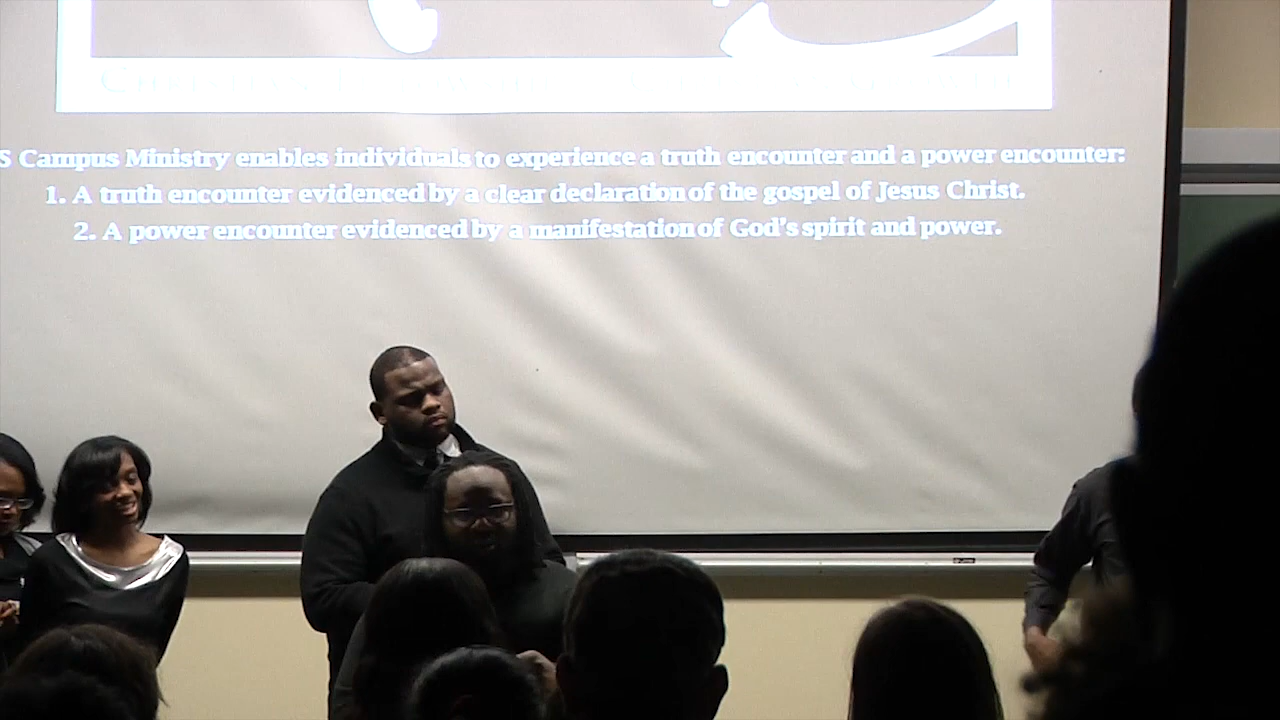 S Campus Ministry enables individuals to experience a truth encounter and a power encounter:
1. A truth encounter evidenced by a clear declaration of the gospel of Jesus Christ.
2. A power encounter evidenced by a manifestation of God's spirit and power.